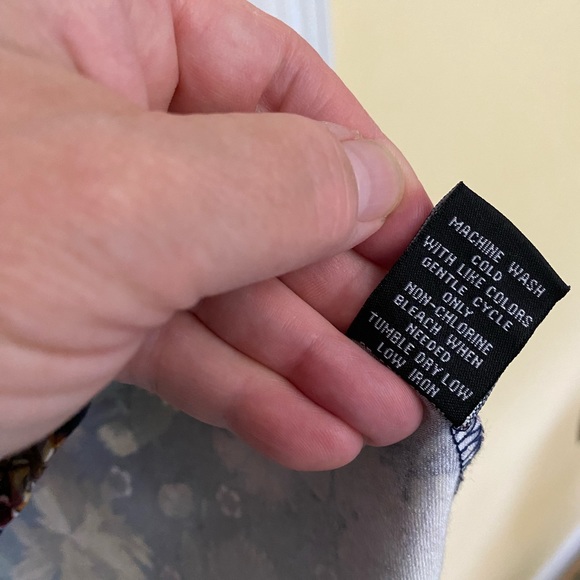 MACHINE WASH
COLD
WITH LIKE COLORS
GENTLE CYCLE
ONLY
NON-CHLORINE
BLEACH WHEN
NEEDED
TUMBLE DRY LOW
LOW IRON